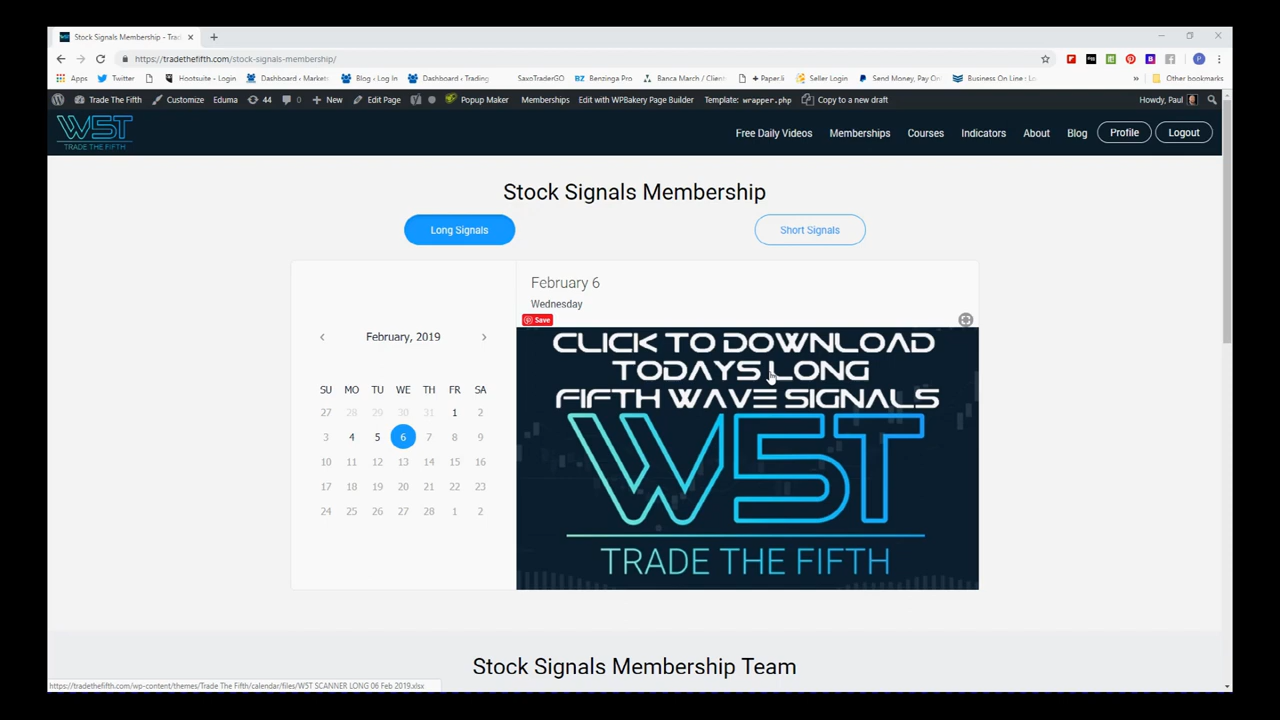 Stock Signals Membership - Trad
https://tradethefifth.com/stock-signals-membership/
Apps Twitter Hootsuite - Login Dashboard ‹ Market: Blog ‹ Log In Dashboard ‹ Trading SaxoTraderGO BZ Benzinga Pro Banca March / Client + Paper.li Seller Login Send Money, Pay Onl Business On Line : Lo » Other bookmarks
Trade The Fifth Customize Eduma 44 0 + New Edit Page Popup Maker Memberships Edit with WPBakery Page Builder Template: wrapper.php Copy to a new draft Howdy, Paul
W5T
TRADE THE FIFTH
Free Daily Videos Memberships Courses Indicators About Blog Profile Logout
Stock Signals Membership
Long Signals Short Signals
February 6
Wednesday
Save
February, 2019
SU MO TU WE TH FR SA
27 28 29 30 31 1 2
3 4 5 6 7 8 9
10 11 12 13 14 15 16
17 18 19 20 21 22 23
24 25 26 27 28 1 2
CLICK TO DOWNLOAD
TODAYS LONG
FIFTH WAVE SIGNALS
W5T
TRADE THE FIFTH
Stock Signals Membership Team
https://tradethefifth.com/wp-content/themes/Trade The Fifth/calendar/files/W5T SCANNER LONG 06 Feb 2019.xlsx